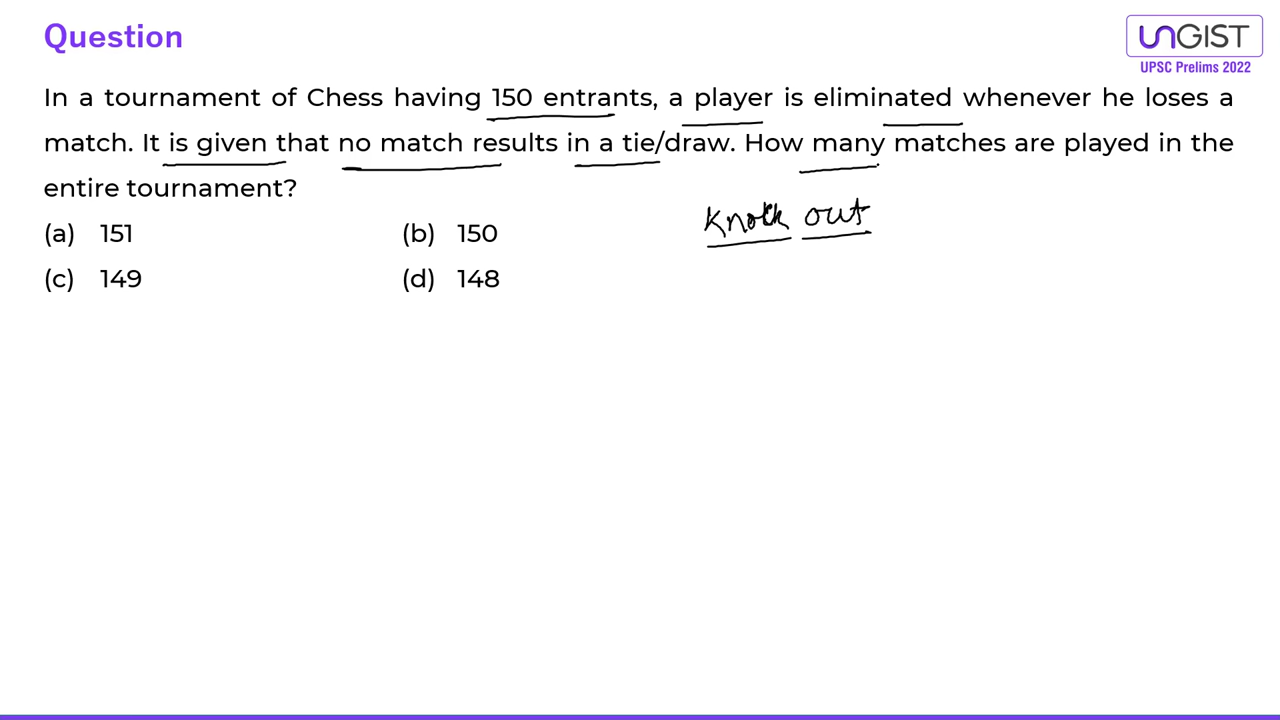 Question
UNGIST
UPSC Prelims 2022
In a tournament of Chess having 150 entrants, a player is eliminated whenever he loses a
match. It is given that no match results in a tie/draw. How many matches are played in the
entire tournament?
Knock out
(a) 151 (b) 150
(c) 149 (d) 148